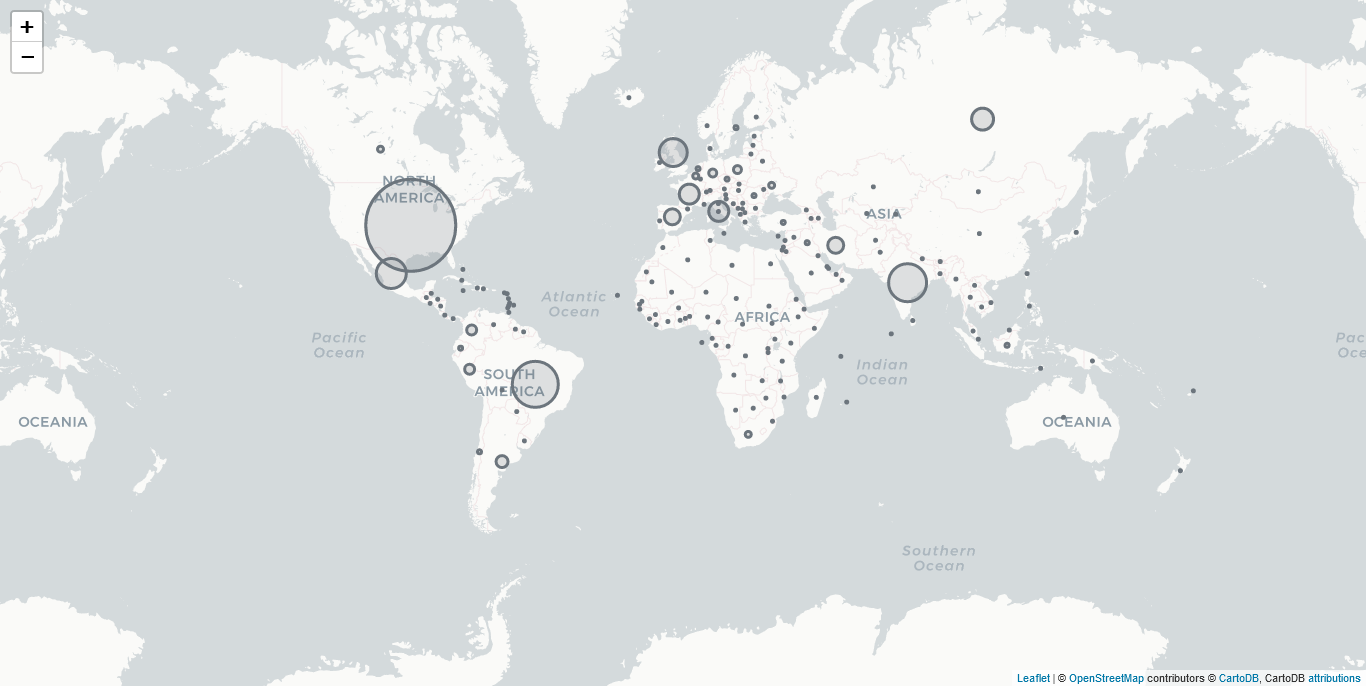 +
−
NORTH
AMERICA
ASIA
Atlantic
Ocean
AFRICA
Pacific
Ocean
Pac
Oce
Indian
Ocean
SOUTH
AMERICA
OCEANIA
OCEANIA
Southern
Ocean
Leaflet | © OpenStreetMap contributors © CartoDB, CartoDB attributions